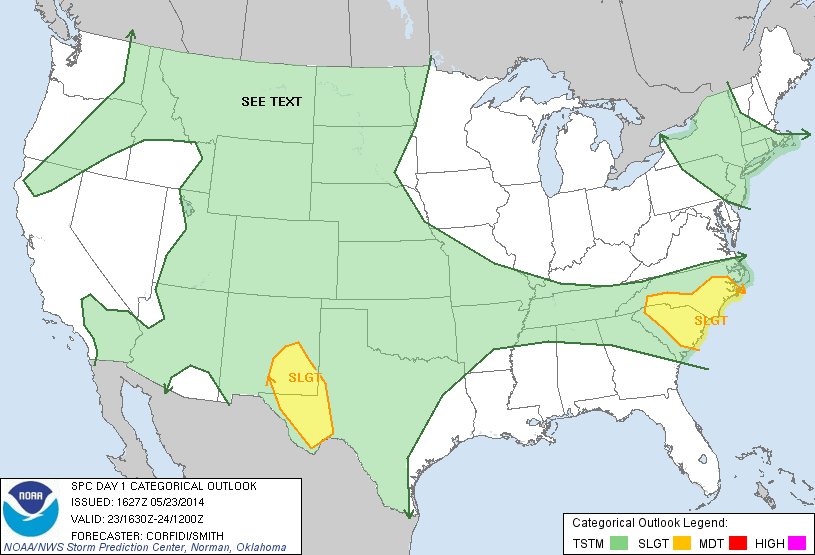 SEE TEXT
SLGT
SLGT
NOAA
SPC DAY 1 CATEGORICAL OUTLOOK
ISSUED: 1627Z 05/23/2014
VALID: 23/1630Z-24/1200Z
FORECASTER: CORFIDI/SMITH
NOAA/NWS Storm Prediction Center, Norman, Oklahoma
Categorical Outlook Legend:
TSTM SLGT MDT HIGH